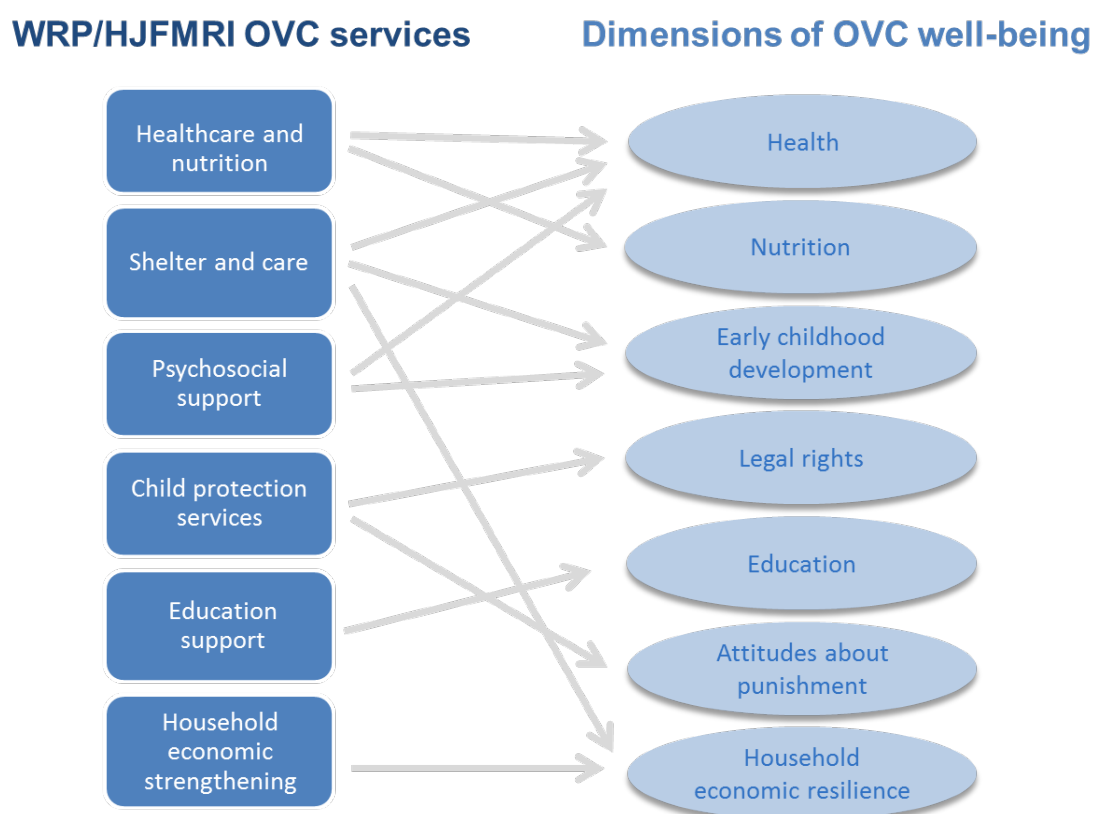 WRP/HJFMRI OVC services
Dimensions of OVC well-being
Healthcare and
nutrition
Shelter and care
Psychosocial
support
Child protection
services
Education
support
Household
economic
strengthening
Health
Nutrition
Early childhood
development
Legal rights
Education
Attitudes about
punishment
Household
economic resilience